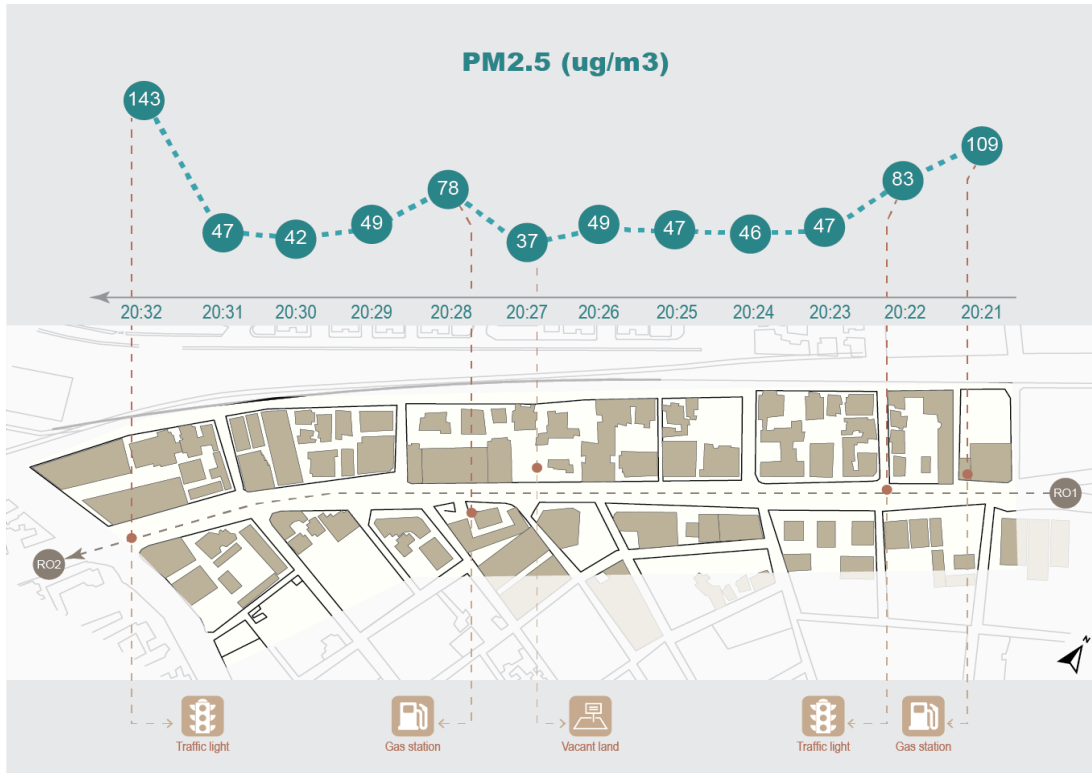 PM2.5 (ug/m3)
143
47
42
49
78
37
49
47
46
47
83
109
20:32 20:31 20:30 20:29 20:28 20:27 20:26 20:25 20:24 20:23 20:22 20:21
RO1
RO2
N
Traffic light Gas station Vacant land Traffic light Gas station